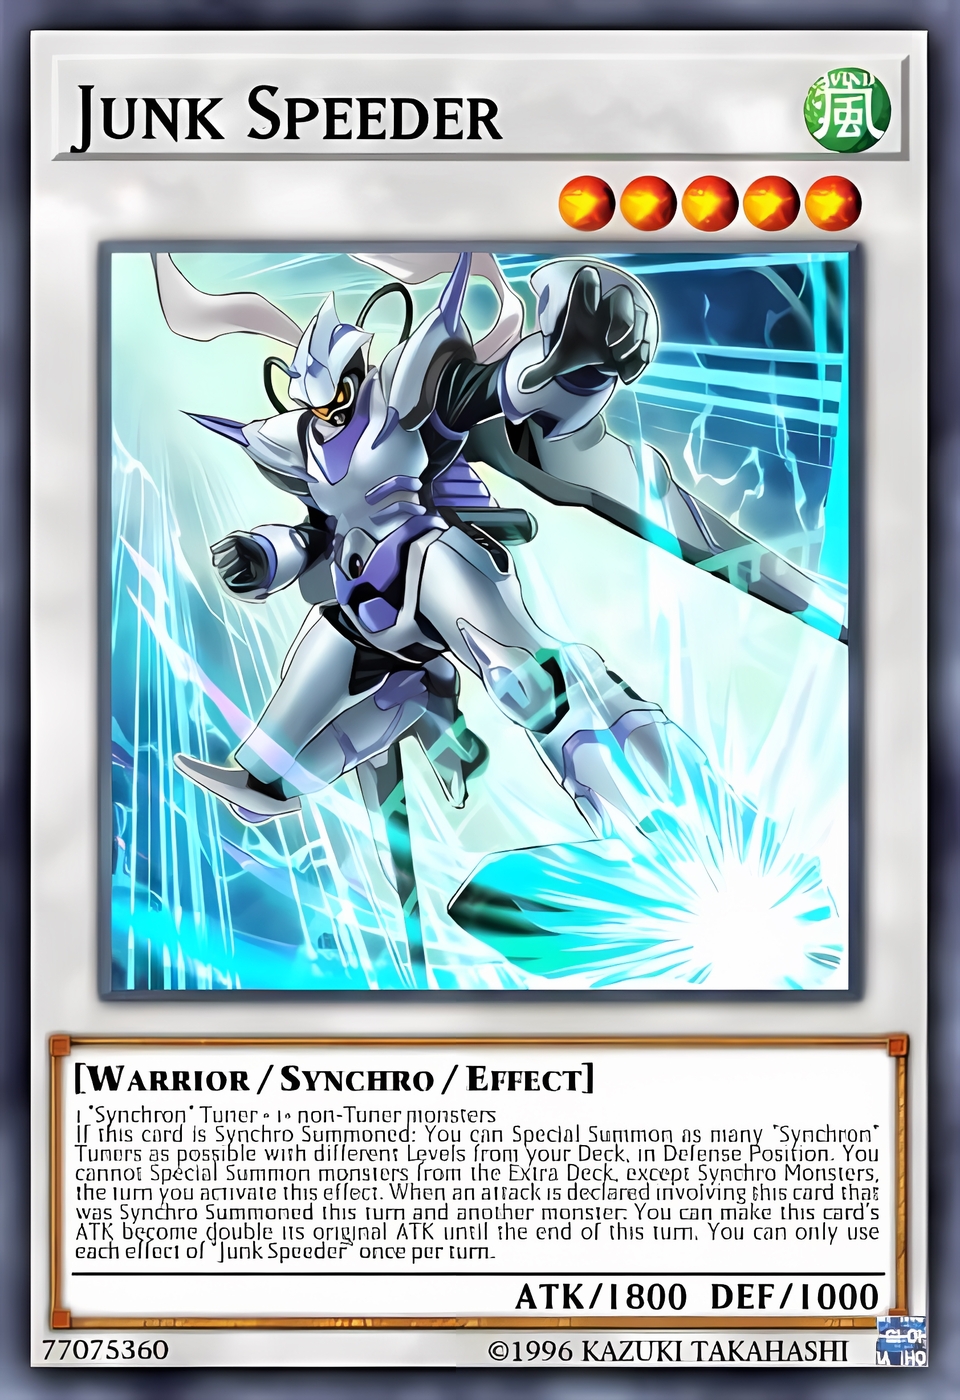 JUNK SPEEDER
[WARRIOR / SYNCHRO / EFFECT]
1 "Synchron" Tuner + 1+ non-Tuner monsters
If this card is Synchro Summoned: You can Special Summon as many "Synchron"
Tuners as possible with different Levels from your Deck, in Defense Position. You
cannot Special Summon monsters from the Extra Deck, except Synchro Monsters,
the turn you activate this effect. When an attack is declared involving this card that
was Synchro Summoned this turn and another monster: You can make this card's
ATK become double its original ATK until the end of this turn. You can only use
each effect of "Junk Speeder" once per turn.
ATK/1800 DEF/1000
77075360
©1996 KAZUKI TAKAHASHI